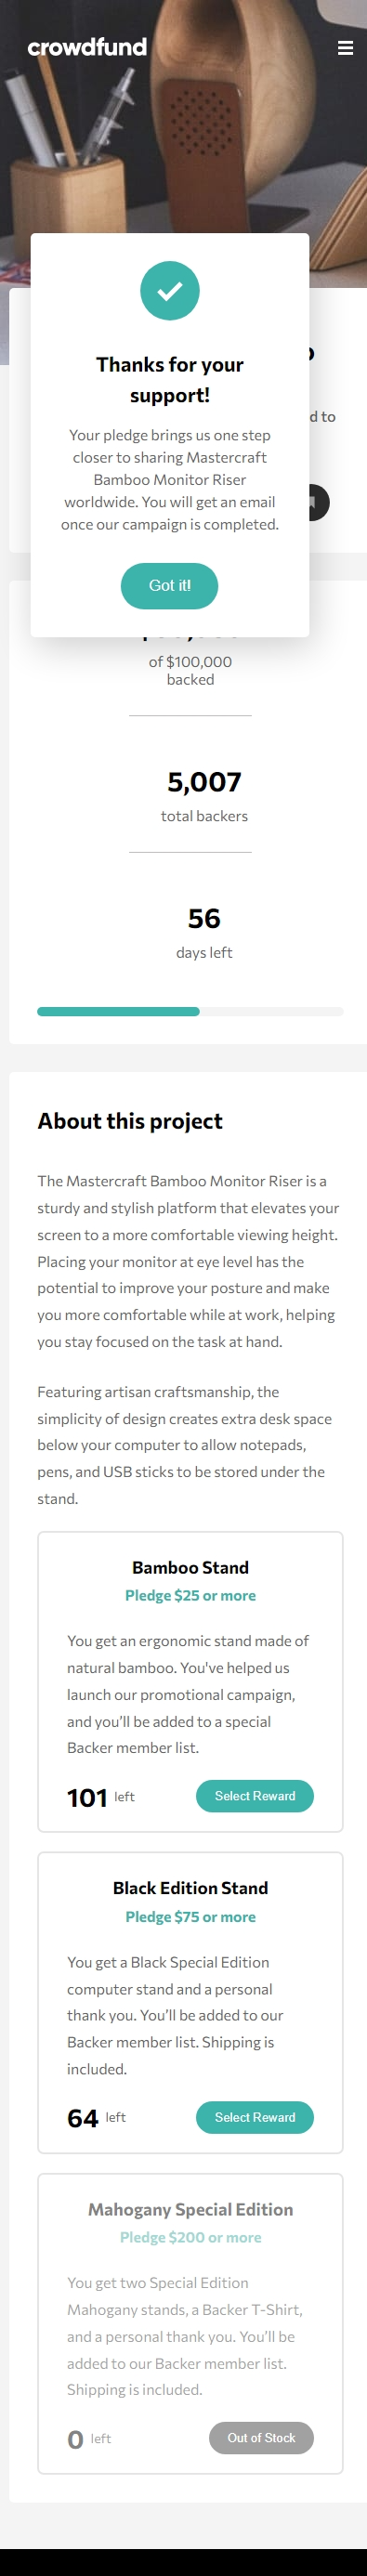 crowdfund
Thanks for your
support!
Your pledge brings us one step
closer to sharing Mastercraft
Bamboo Monitor Riser
worldwide. You will get an email
once our campaign is completed.
Got it!
d to
of $100,000
backed
5,007
total backers
56
days left
About this project
The Mastercraft Bamboo Monitor Riser is a
sturdy and stylish platform that elevates your
screen to a more comfortable viewing height.
Placing your monitor at eye level has the
potential to improve your posture and make
you more comfortable while at work, helping
you stay focused on the task at hand.
Featuring artisan craftsmanship, the
simplicity of design creates extra desk space
below your computer to allow notepads,
pens, and USB sticks to be stored under the
stand.
Bamboo Stand
Pledge $25 or more
You get an ergonomic stand made of
natural bamboo. You've helped us
launch our promotional campaign,
and you’ll be added to a special
Backer member list.
101 left
Select Reward
Black Edition Stand
Pledge $75 or more
You get a Black Special Edition
computer stand and a personal
thank you. You’ll be added to our
Backer member list. Shipping is
included.
64 left
Select Reward
Mahogany Special Edition
Pledge $200 or more
You get two Special Edition
Mahogany stands, a Backer T-Shirt,
and a personal thank you. You’ll be
added to our Backer member list.
Shipping is included.
0 left
Out of Stock